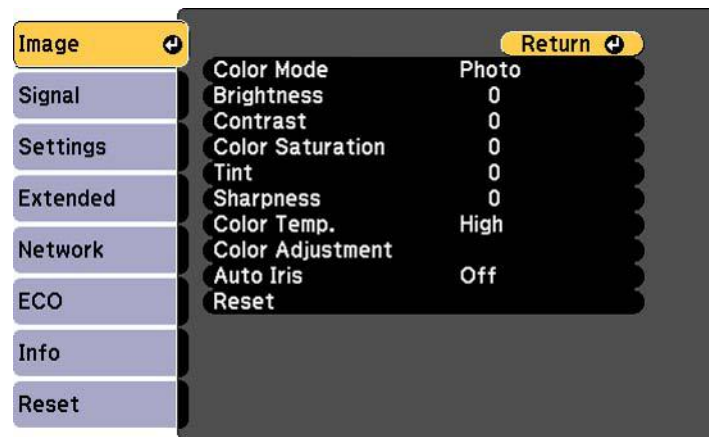 Image
Signal
Settings
Extended
Network
ECO
Info
Reset
Return
Color Mode Photo
Brightness 0
Contrast 0
Color Saturation 0
Tint 0
Sharpness 0
Color Temp. High
Color Adjustment
Auto Iris Off
Reset